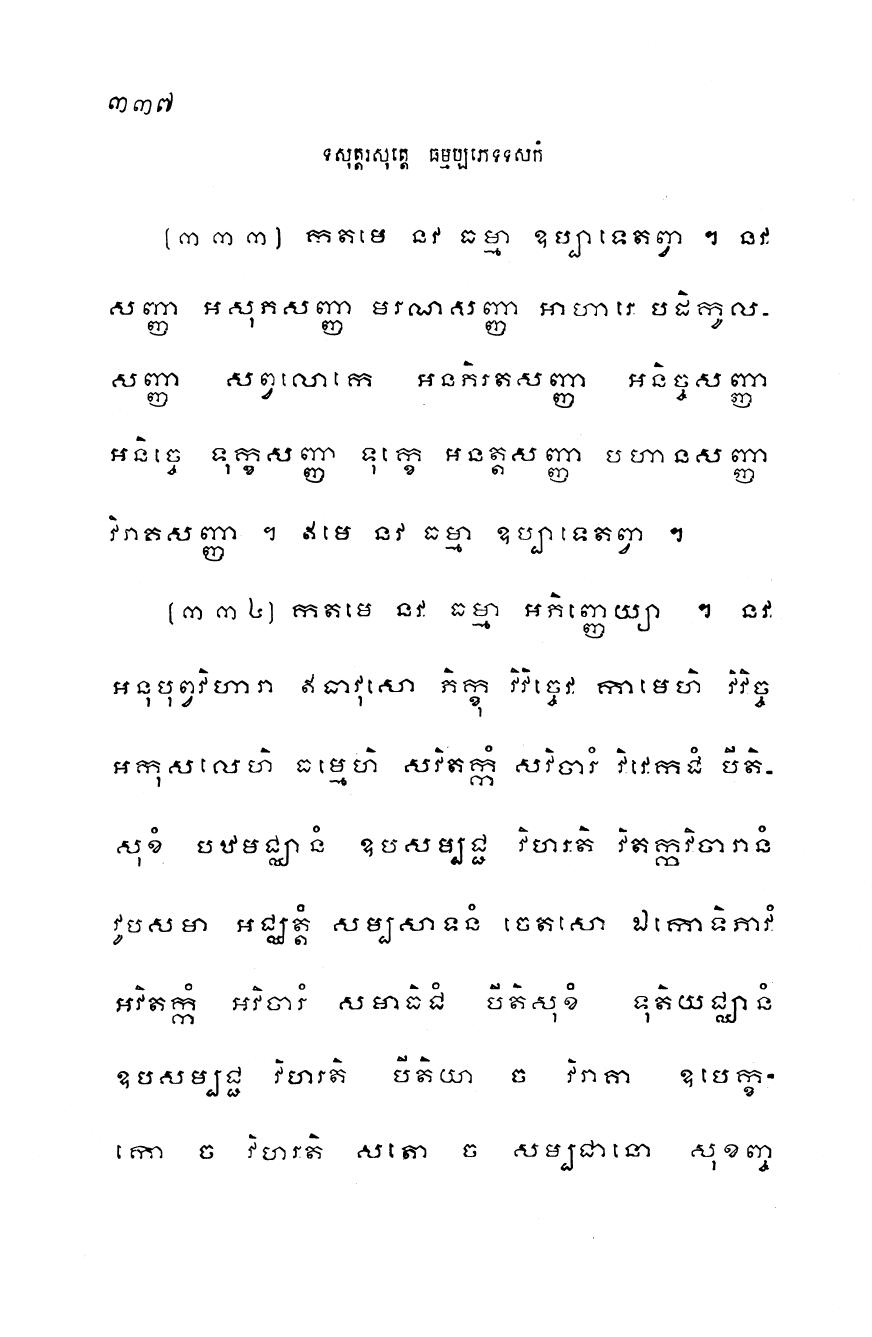 ៣៣៧
ទសុត្តរសុត្តេ ធម្មប្បភេទទសកំ
(៣៣៣) កតមេ នវ ធម្មា ឧប្បាទេតព្វា ។ នវ
សញ្ញា អសុភសញ្ញា មរណសញ្ញា អាហារេ បដិកូល-
សញ្ញា សព្វលោកេ អនភិរតសញ្ញា អនិច្ចសញ្ញា
អនិច្ចេ ទុក្ខសញ្ញា ទុក្ខេ អនត្តសញ្ញា បហានសញ្ញា
វិរាគសញ្ញា ។ ឥមេ នវ ធម្មា ឧប្បាទេតព្វា ។
(៣៣៤) កតមេ នវ ធម្មា អភិញ្ញេយ្យា ។ នវ
អនុបុព្វវិហារា ឥធាវុសោ ភិក្ខុ វិវិច្ចេវ កាមេហិ វិវិច្ច
អកុសលេហិ ធម្មេហិ សវិតក្កំ សវិចារំ វិវេកជំ បីតិ-
សុខំ បឋមជ្ឈានំ ឧបសម្បជ្ជ វិហរតិ វិតក្កវិចារានំ
វូបសមា អជ្ឈត្តំ សម្បសាទនំ ចេតសោ ឯកោទិភាវំ
អវិតក្កំ អវិចារំ សមាធិជំ បីតិសុខំ ទុតិយជ្ឈានំ
ឧបសម្បជ្ជ វិហរតិ បីតិយា ច វិរាគា ឧបេក្ខ-
កោ ច វិហរតិ សតោ ច សម្បជានោ សុខញ្ច